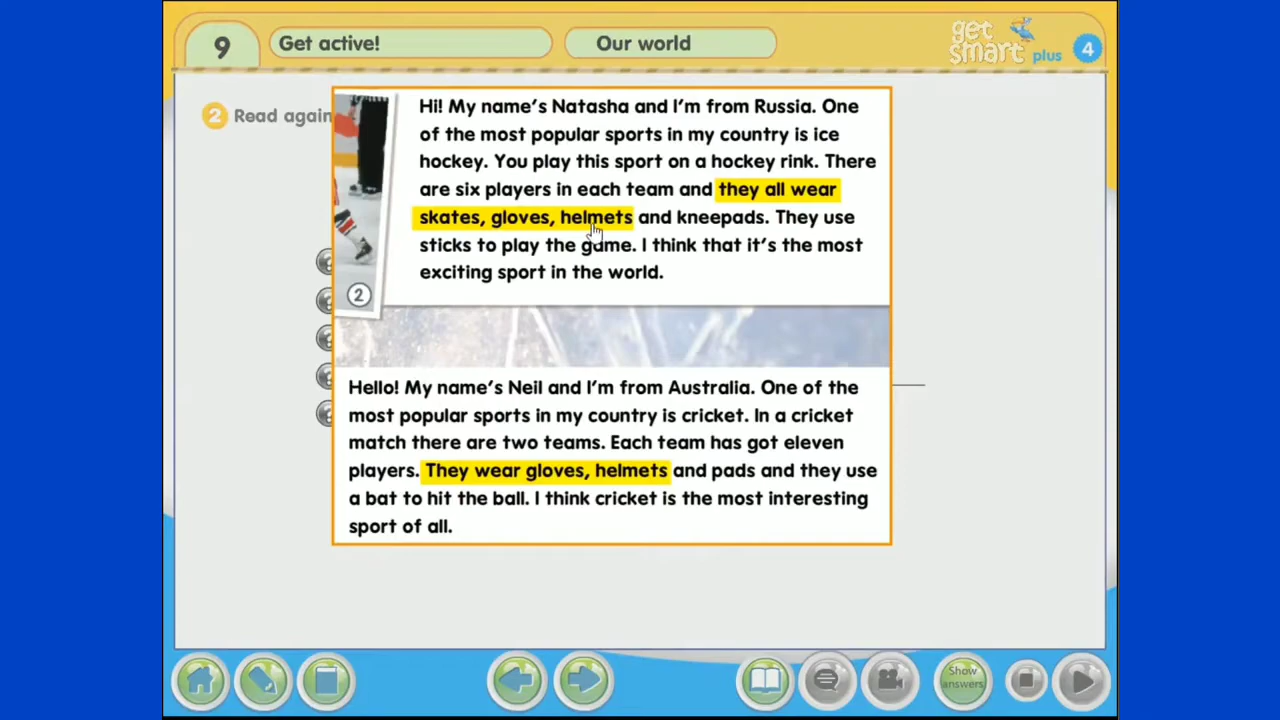 9
Get active!
Our world
get
smart
plus
4
2 Read again
Hi! My name's Natasha and I'm from Russia. One
of the most popular sports in my country is ice
hockey. You play this sport on a hockey rink. There
are six players in each team and they all wear
skates, gloves, helmets and kneepads. They use
sticks to play the game. I think that it's the most
exciting sport in the world.
2
Hello! My name's Neil and I'm from Australia. One of the
most popular sports in my country is cricket. In a cricket
match there are two teams. Each team has got eleven
players. They wear gloves, helmets and pads and they use
a bat to hit the ball. I think cricket is the most interesting
sport of all.
Show
answers